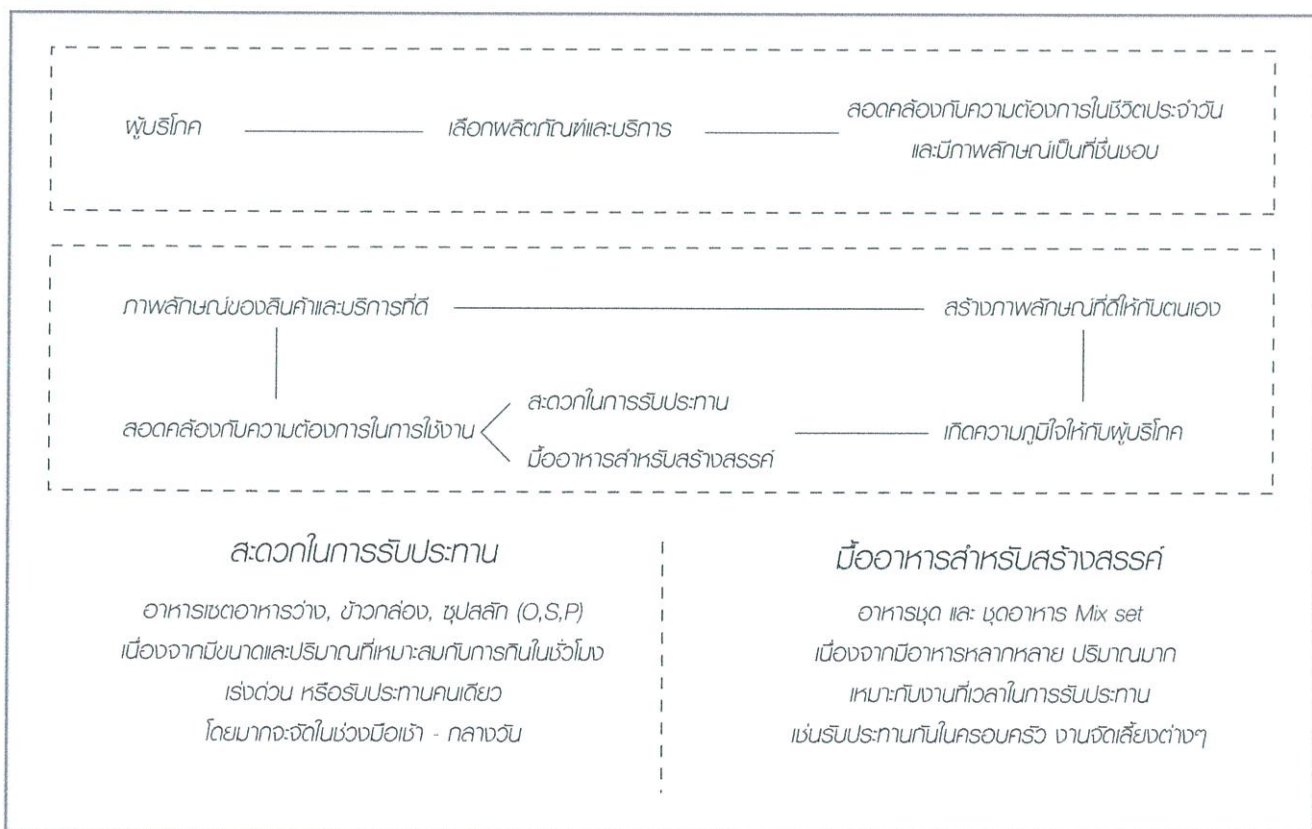 ผู้บริโภค
เลือกผลิตภัณฑ์และบริการ
สอดคล้องกับความต้องการในชีวิตประจำวัน
และมีภาพลักษณ์เป็นที่ชื่นชอบ
ภาพลักษณ์ของสินค้าและบริการที่ดี
สร้างภาพลักษณ์ที่ดีให้กับตนเอง
สะดวกในการรับประทาน
สอดคล้องกับความต้องการในการใช้งาน
เกิดความภูมิใจให้กับผู้บริโภค
มื้ออาหารสำหรับสร้างสรรค์
สะดวกในการรับประทาน
อาหารเซตอาหารว่าง, ข้าวกล่อง, ซุปสลัก (O,S,P)
เนื่องจากมีขนาดและปริมาณที่เหมาะสมกับการกินในชั่วโมง
เร่งด่วน หรือรับประทานคนเดียว
โดยมากจะจัดในช่วงมือเช้า - กลางวัน
มื้ออาหารสำหรับสร้างสรรค์
อาหารชุด และ ชุดอาหาร Mix set
เนื่องจากมีอาหารหลากหลาย ปริมาณมาก
เหมาะกับงานที่เวลาในการรับประทาน
เช่นรับประทานกันในครอบครัว งานจัดเลี้ยงต่างๆ